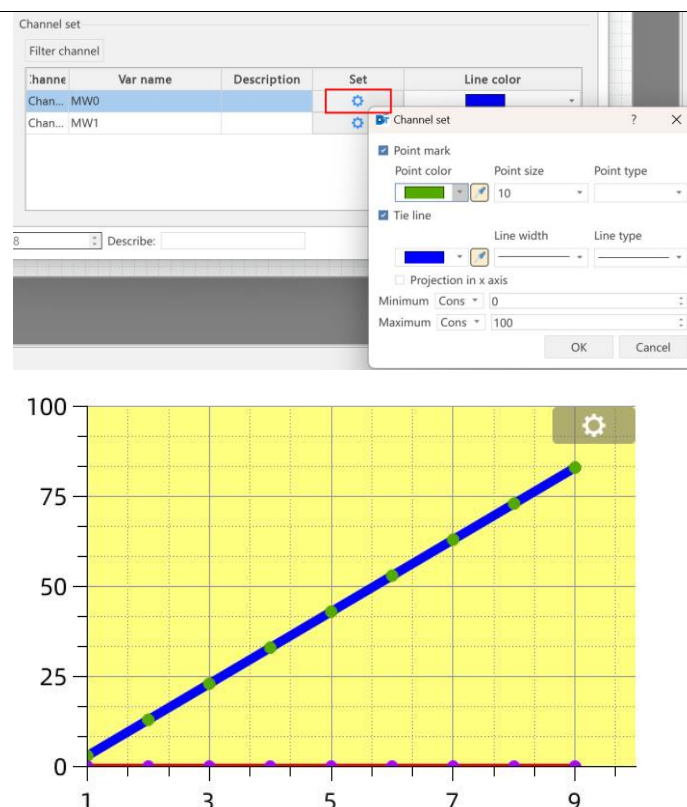 Channel set
Filter channel
:hanne Var name Description Set Line color
Chan... MW0
Chan... MW1
Channel set ? ×
Point mark
Point color Point size Point type
10
Tie line
Line width Line type
Projection in x axis
Minimum Cons 0
Maximum Cons 100
OK Cancel
8 Describe:
100
75
50
25
0
1 3 5 7 9